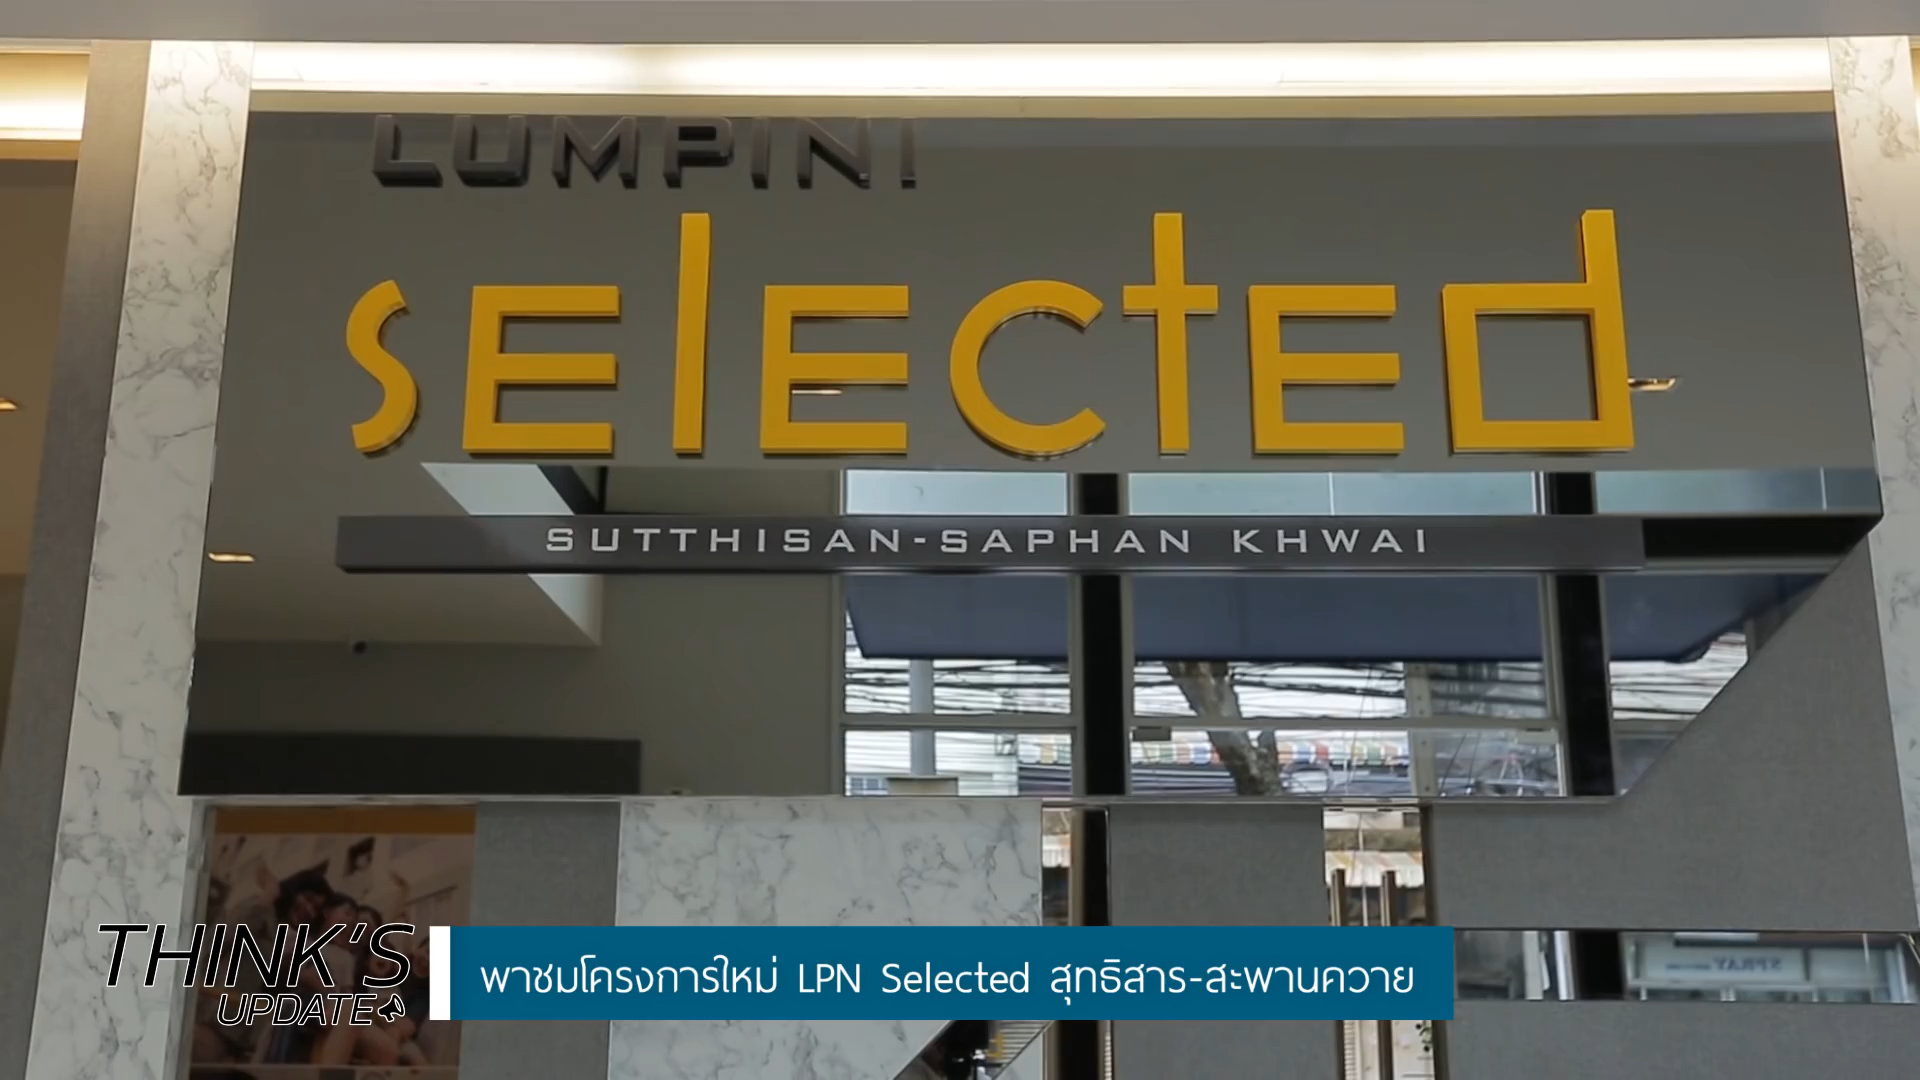 LUMPINI
selected
SUTTHISAN-SAPHAN KHWAI
THINK'S
UPDATE
พาชมโครงการใหม่ LPN Selected สุทธิสาร-สะพานควาย